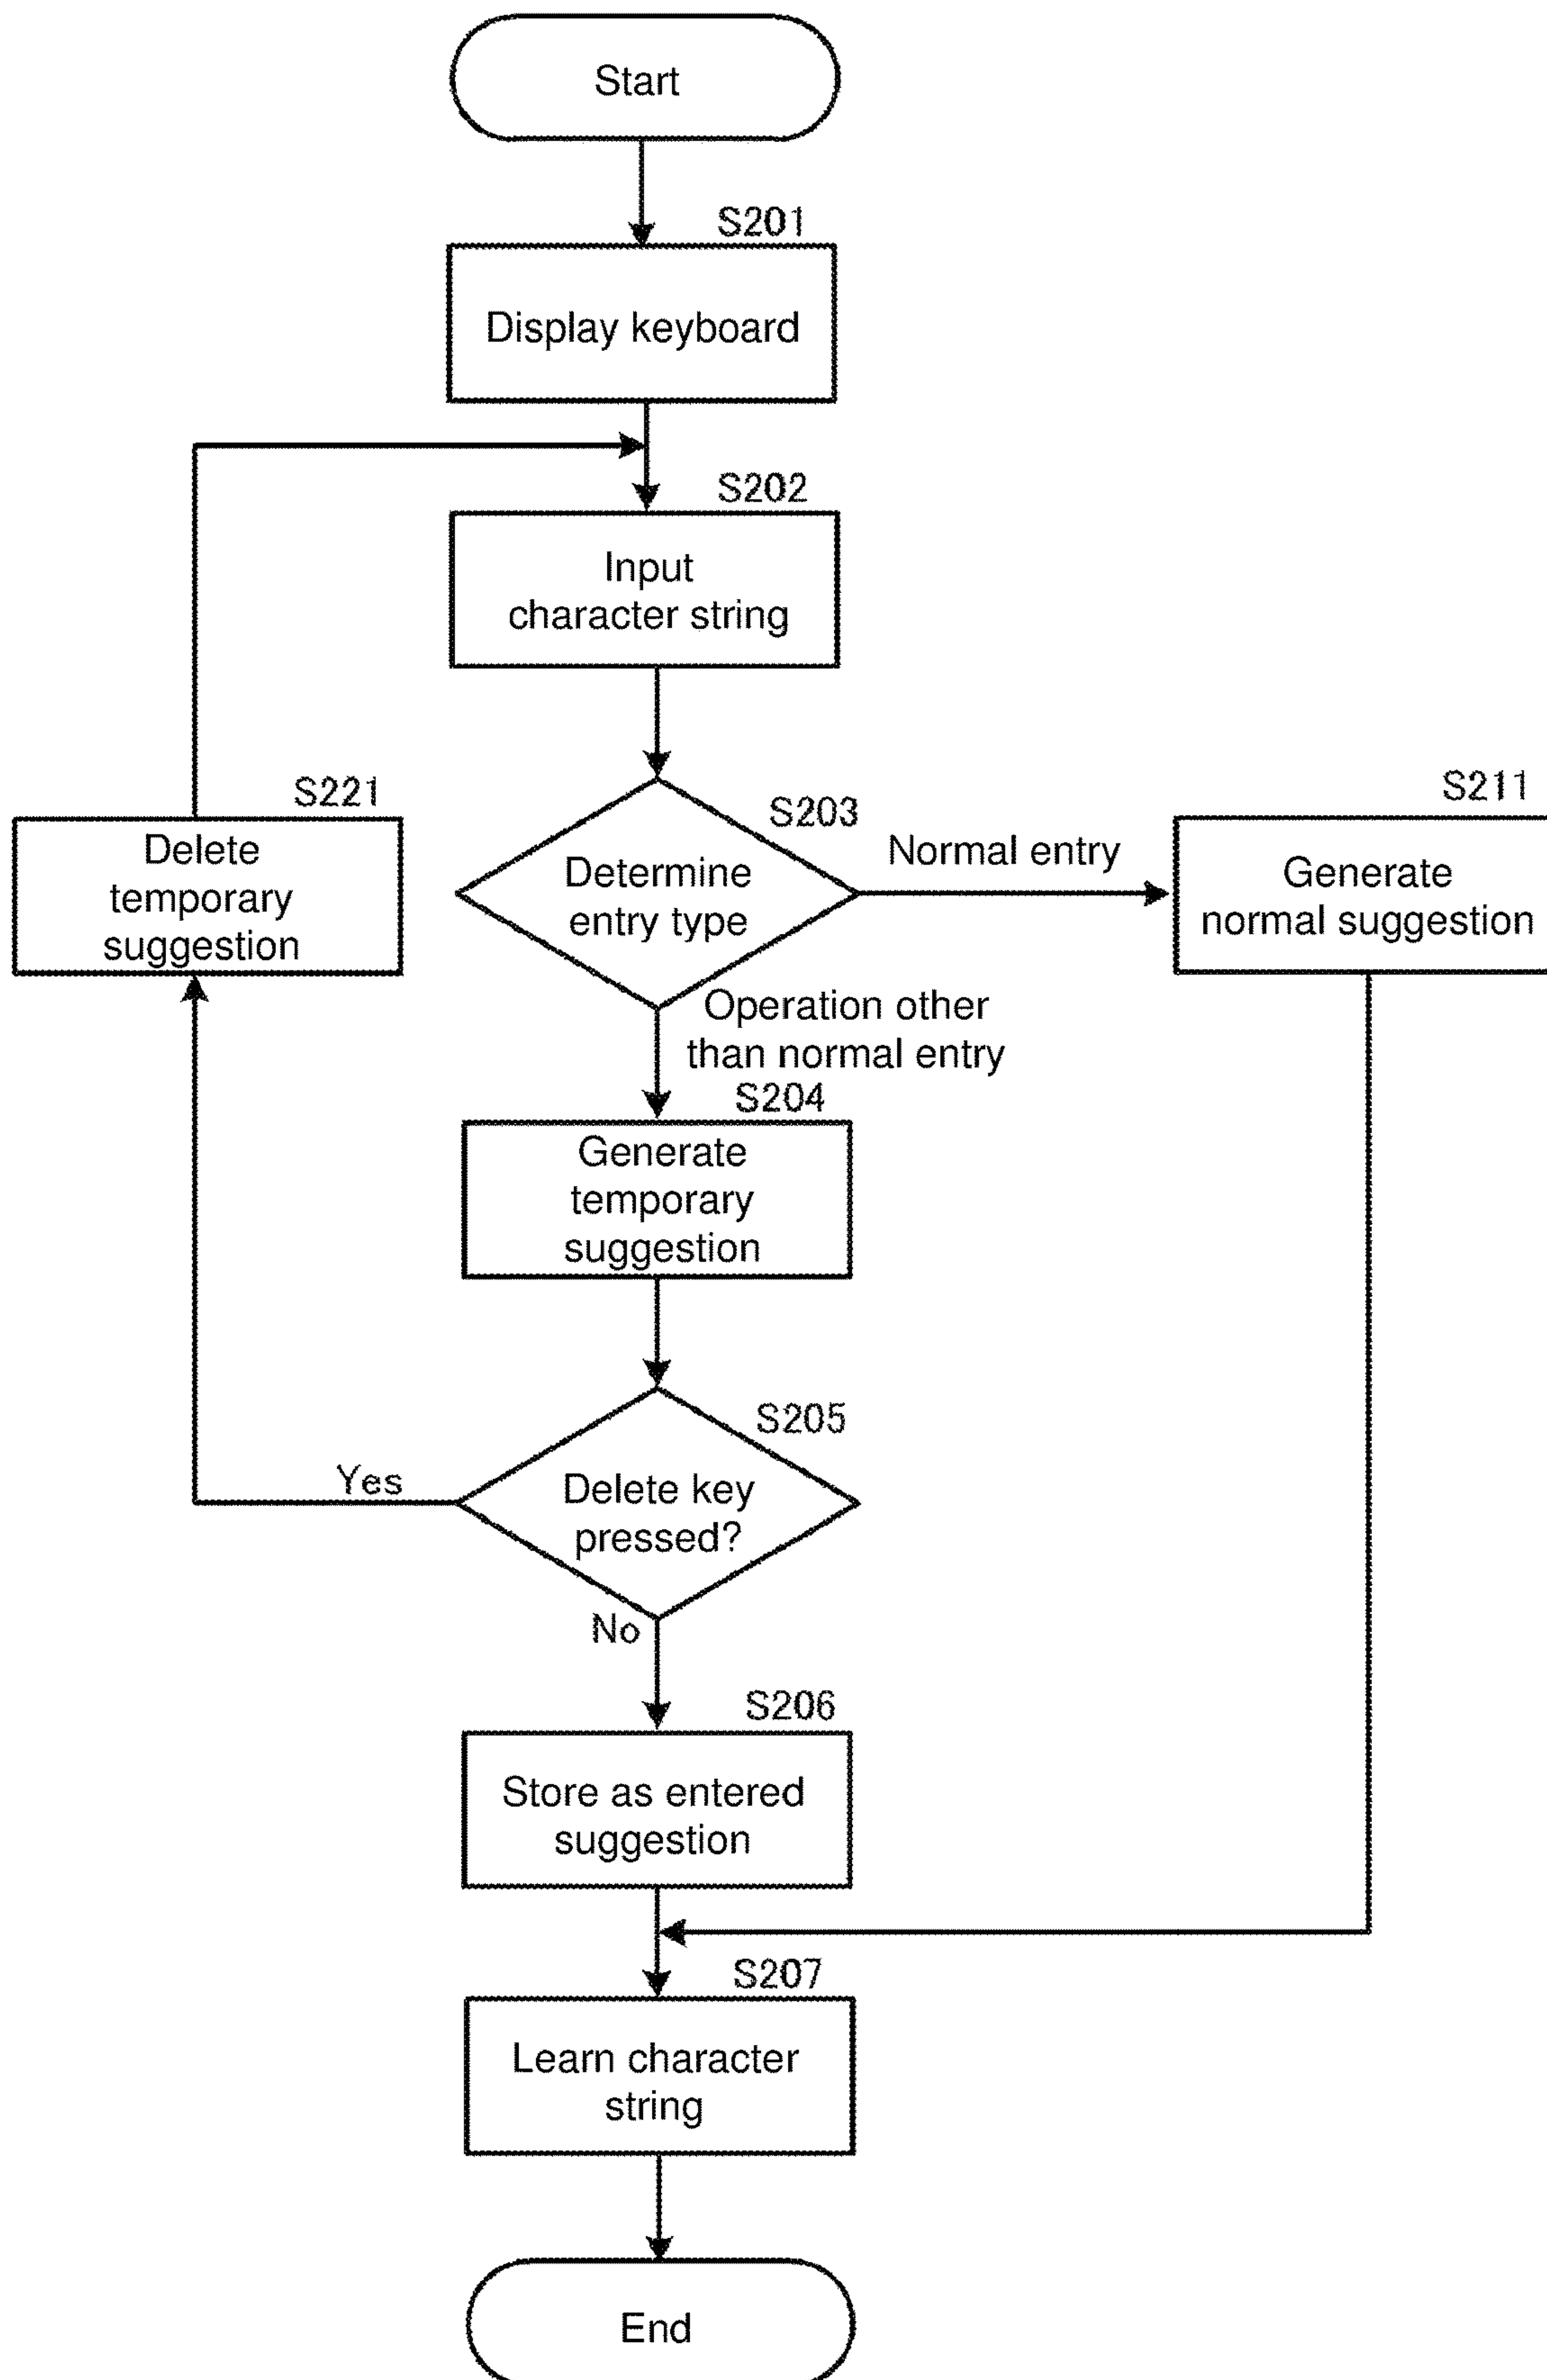 Start
S201
Display keyboard
S202
Input
character string
S221
Delete
temporary
suggestion
S203
Determine
entry type
Normal entry
S211
Generate
normal suggestion
Operation other
than normal entry
S204
Generate
temporary
suggestion
S205
Delete key
pressed?
Yes
No
S206
Store as entered
suggestion
S207
Learn character
string
End